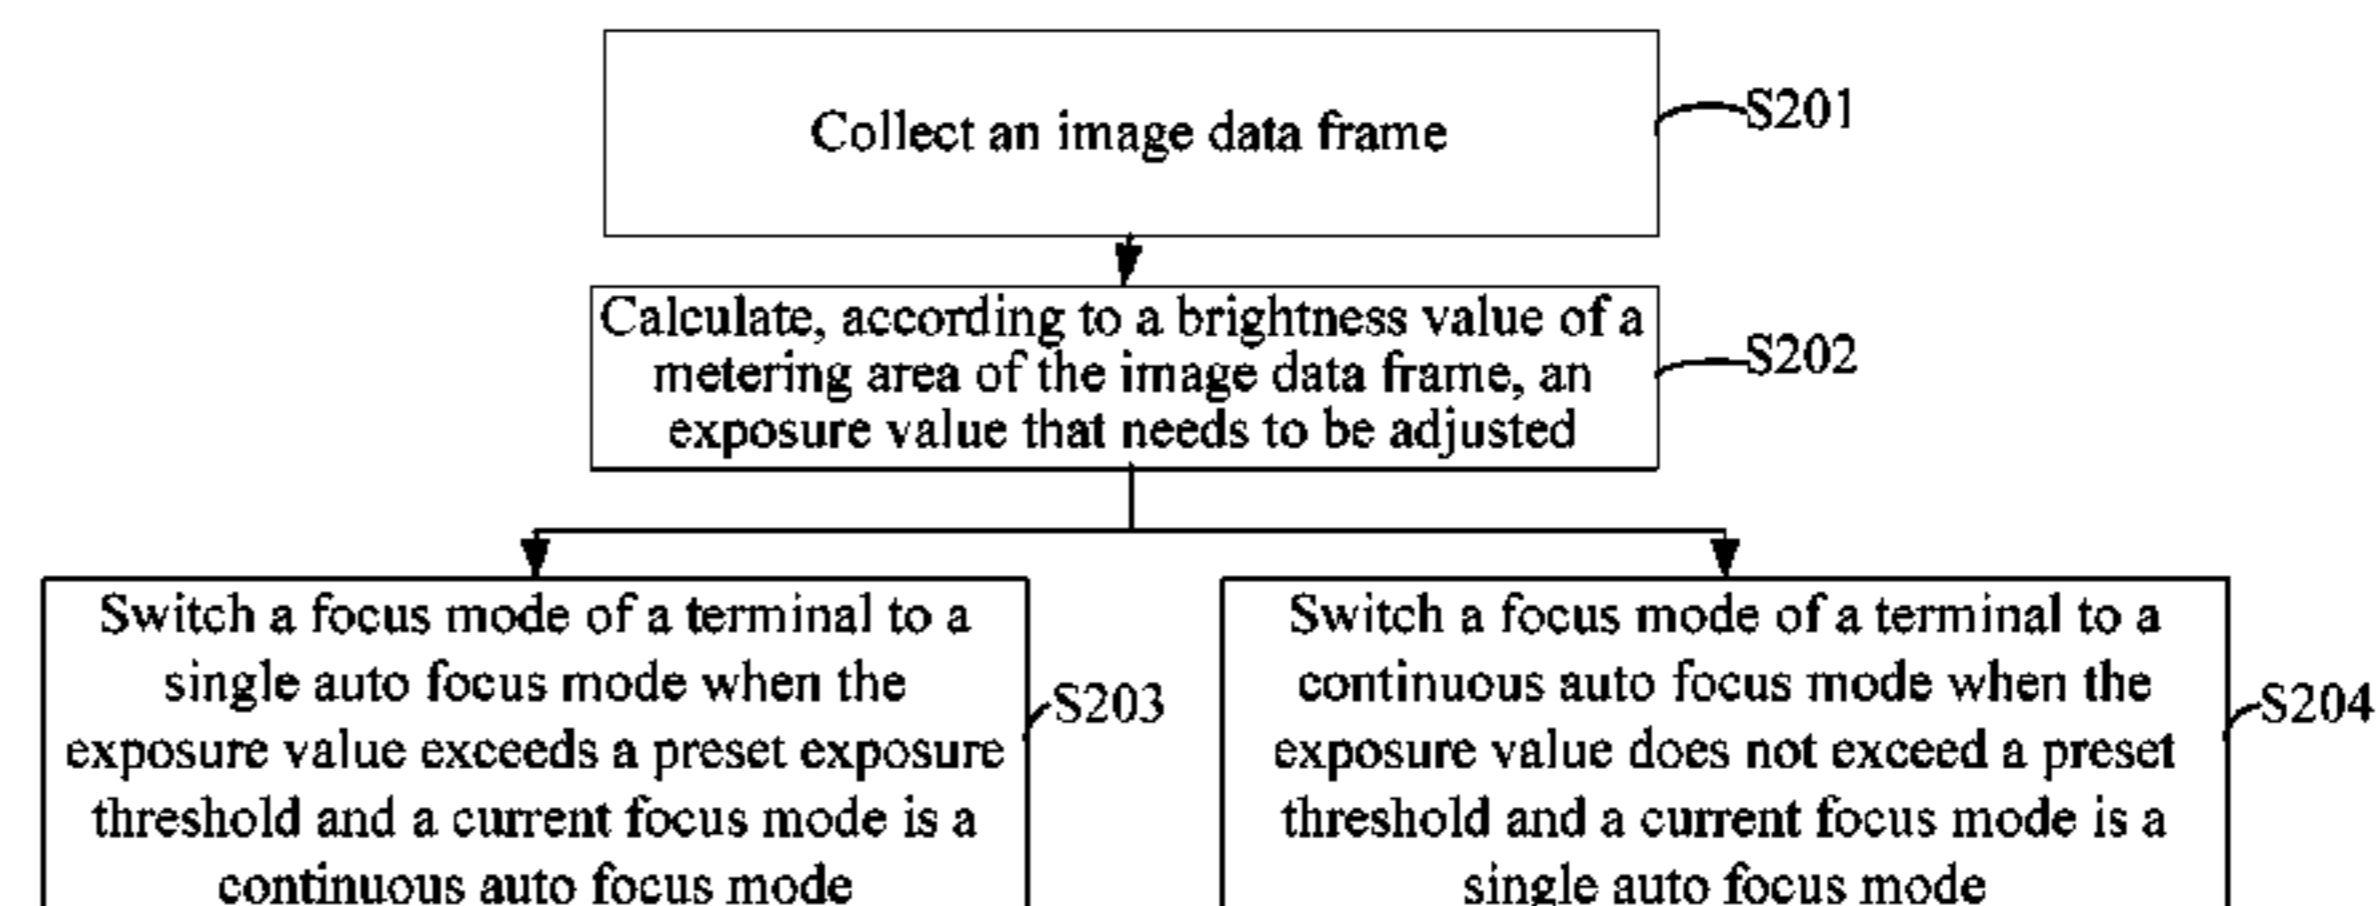 Collect an image data frame
S201
Calculate, according to a brightness value of a
metering area of the image data frame, an
exposure value that needs to be adjusted
S202
Switch a focus mode of a terminal to a
single auto focus mode when the
exposure value exceeds a preset exposure
threshold and a current focus mode is a
continuous auto focus mode
S203
Switch a focus mode of a terminal to a
continuous auto focus mode when the
exposure value does not exceed a preset
threshold and a current focus mode is a
single auto focus mode
S204